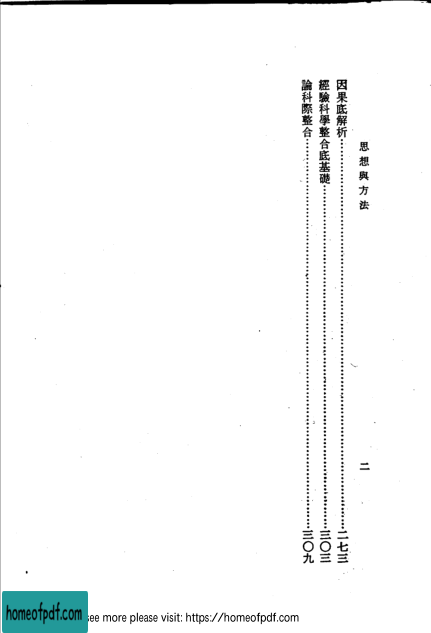 思想與方法
二
因果底解析……二七三
經驗科學整合底基礎……三〇三
論科際整合……三〇九
homeofpdf.com
see more please visit: https://homeofpdf.com